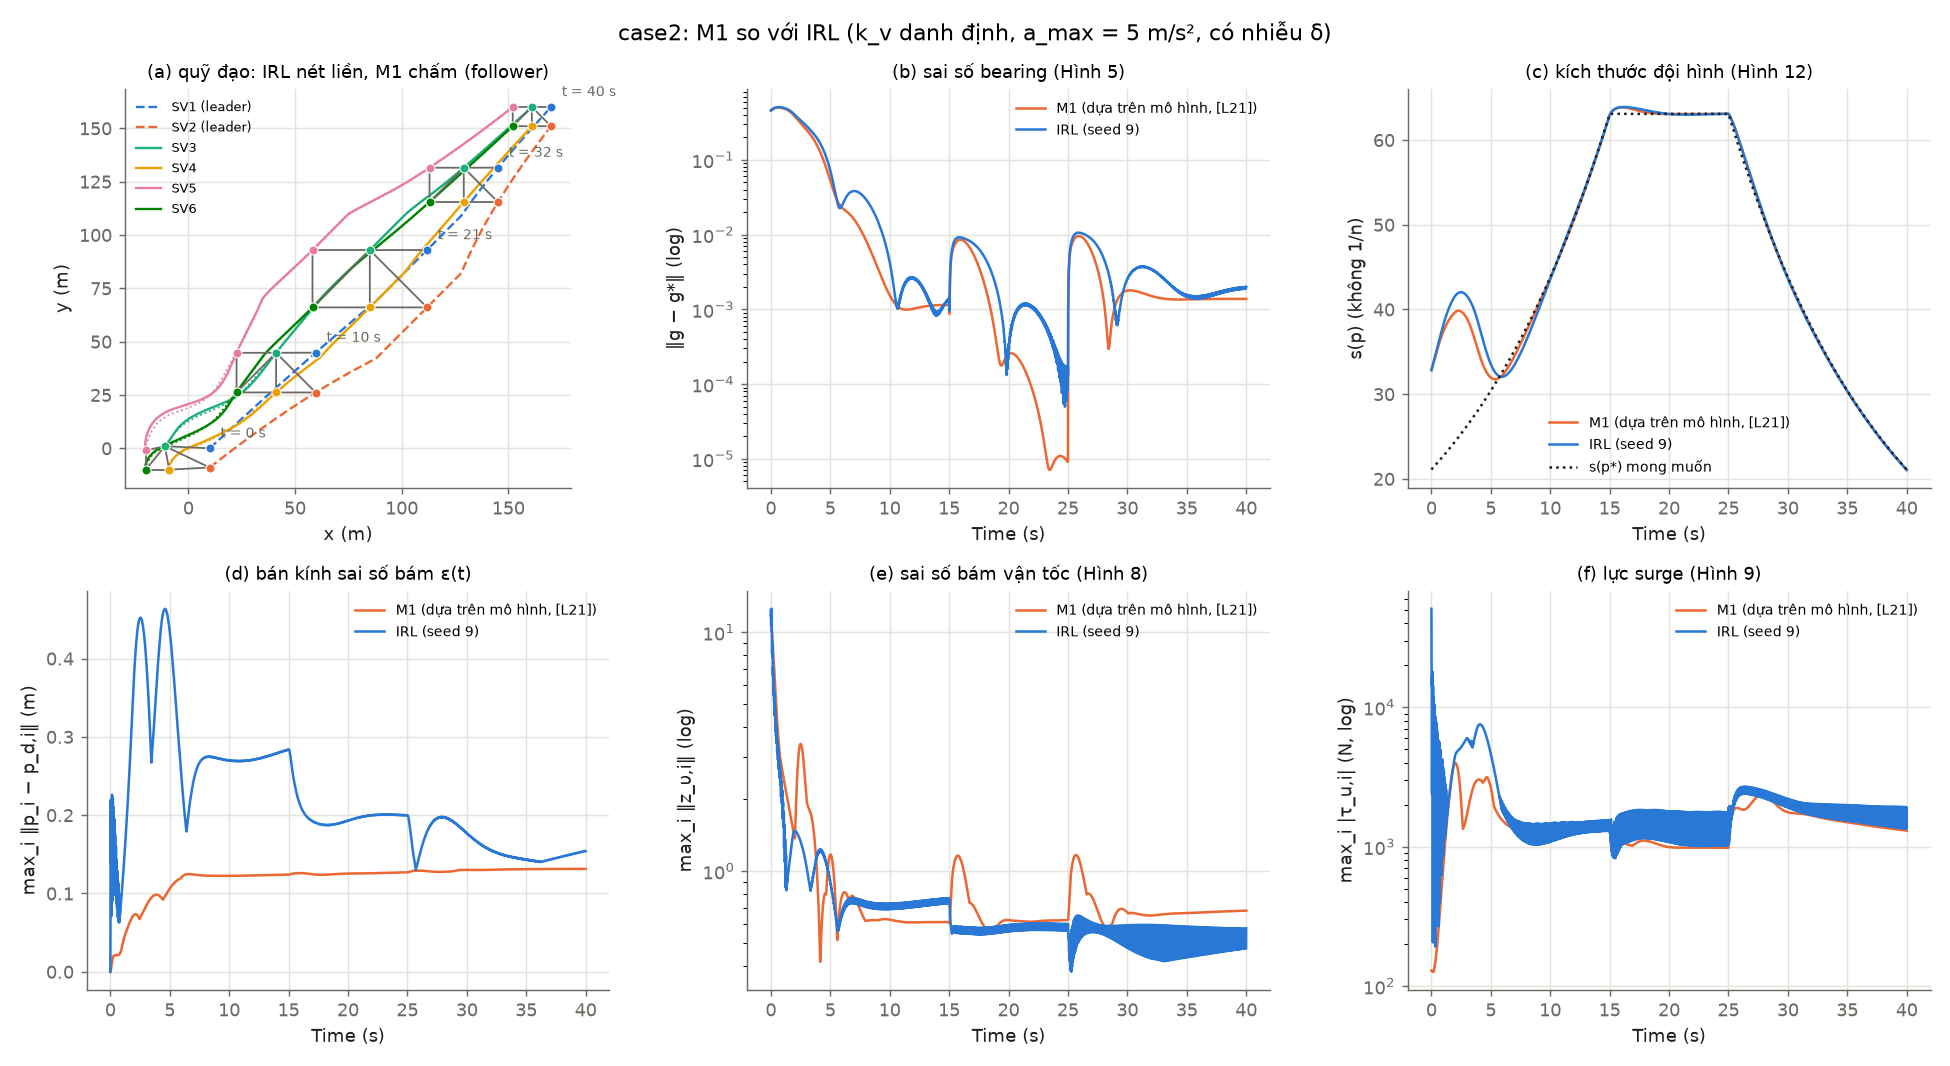 case2: M1 so với IRL (k_v danh định, a_max = 5 m/s², có nhiễu δ)
(a) quỹ đạo: IRL nét liền, M1 chấm (follower)
SV1 (leader)
SV2 (leader)
SV3
SV4
SV5
SV6
t = 40 s
t = 32 s
t = 21 s
t = 10 s
t = 0 s
150
125
100
75
50
25
0
y (m)
0 50 100 150
x (m)
(b) sai số bearing (Hình 5)
M1 (dựa trên mô hình, [L21])
IRL (seed 9)
10⁻¹
10⁻²
10⁻³
10⁻⁴
10⁻⁵
‖g − g*‖ (log)
0 5 10 15 20 25 30 35 40
Time (s)
(c) kích thước đội hình (Hình 12)
60
50
40
30
20
s(p) (không 1/n)
M1 (dựa trên mô hình, [L21])
IRL (seed 9)
s(p*) mong muốn
0 5 10 15 20 25 30 35 40
Time (s)
(d) bán kính sai số bám ε(t)
M1 (dựa trên mô hình, [L21])
IRL (seed 9)
0.4
0.3
0.2
0.1
0.0
max_i ‖p_i − p_d,i‖ (m)
0 5 10 15 20 25 30 35 40
Time (s)
(e) sai số bám vận tốc (Hình 8)
M1 (dựa trên mô hình, [L21])
IRL (seed 9)
10¹
10⁰
max_i ‖z_υ,i‖ (log)
0 5 10 15 20 25 30 35 40
Time (s)
(f) lực surge (Hình 9)
M1 (dựa trên mô hình, [L21])
IRL (seed 9)
10⁴
10³
10²
max_i |τ_u,i| (N, log)
0 5 10 15 20 25 30 35 40
Time (s)